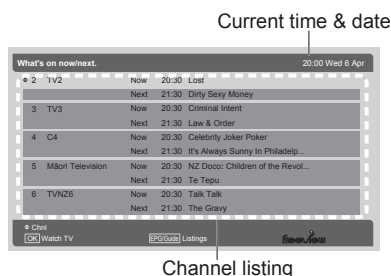 Current time & date
What's on now/next. 20:00 Wed 6 Apr
2 TV2 Now 20:30 Lost
Next 21:30 Dirty Sexy Money
3 TV3 Now 20:30 Criminal Intent
Next 21:30 Law & Order
4 C4 Now 20:30 Celebrity Joker Poker
Next 21:30 It's Always Sunny In Philadelp...
5 Māori Television Now 20:30 NZ Doco: Children of the Revol...
Next 21:30 Te Tepu
6 TVNZ6 Now 20:30 Talk Talk
Next 21:30 The Gravy
Chnl
OK Watch TV EPG/Guide Listings freeview
Channel listing